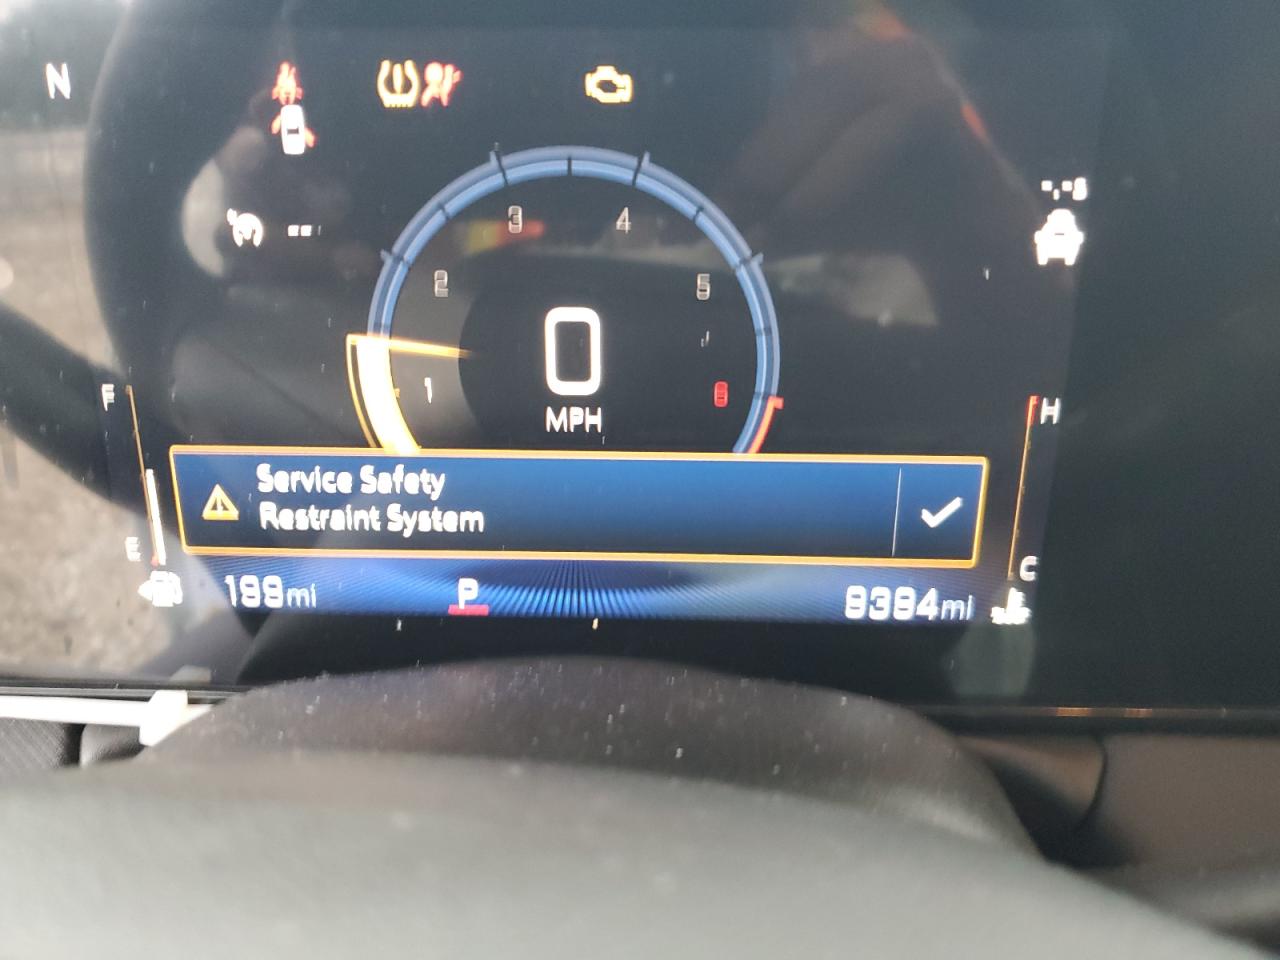 N
3
4
2
5
0
1
MPH
F
H
Service Safety
Restraint System
E
C
199mi
P
9394mi